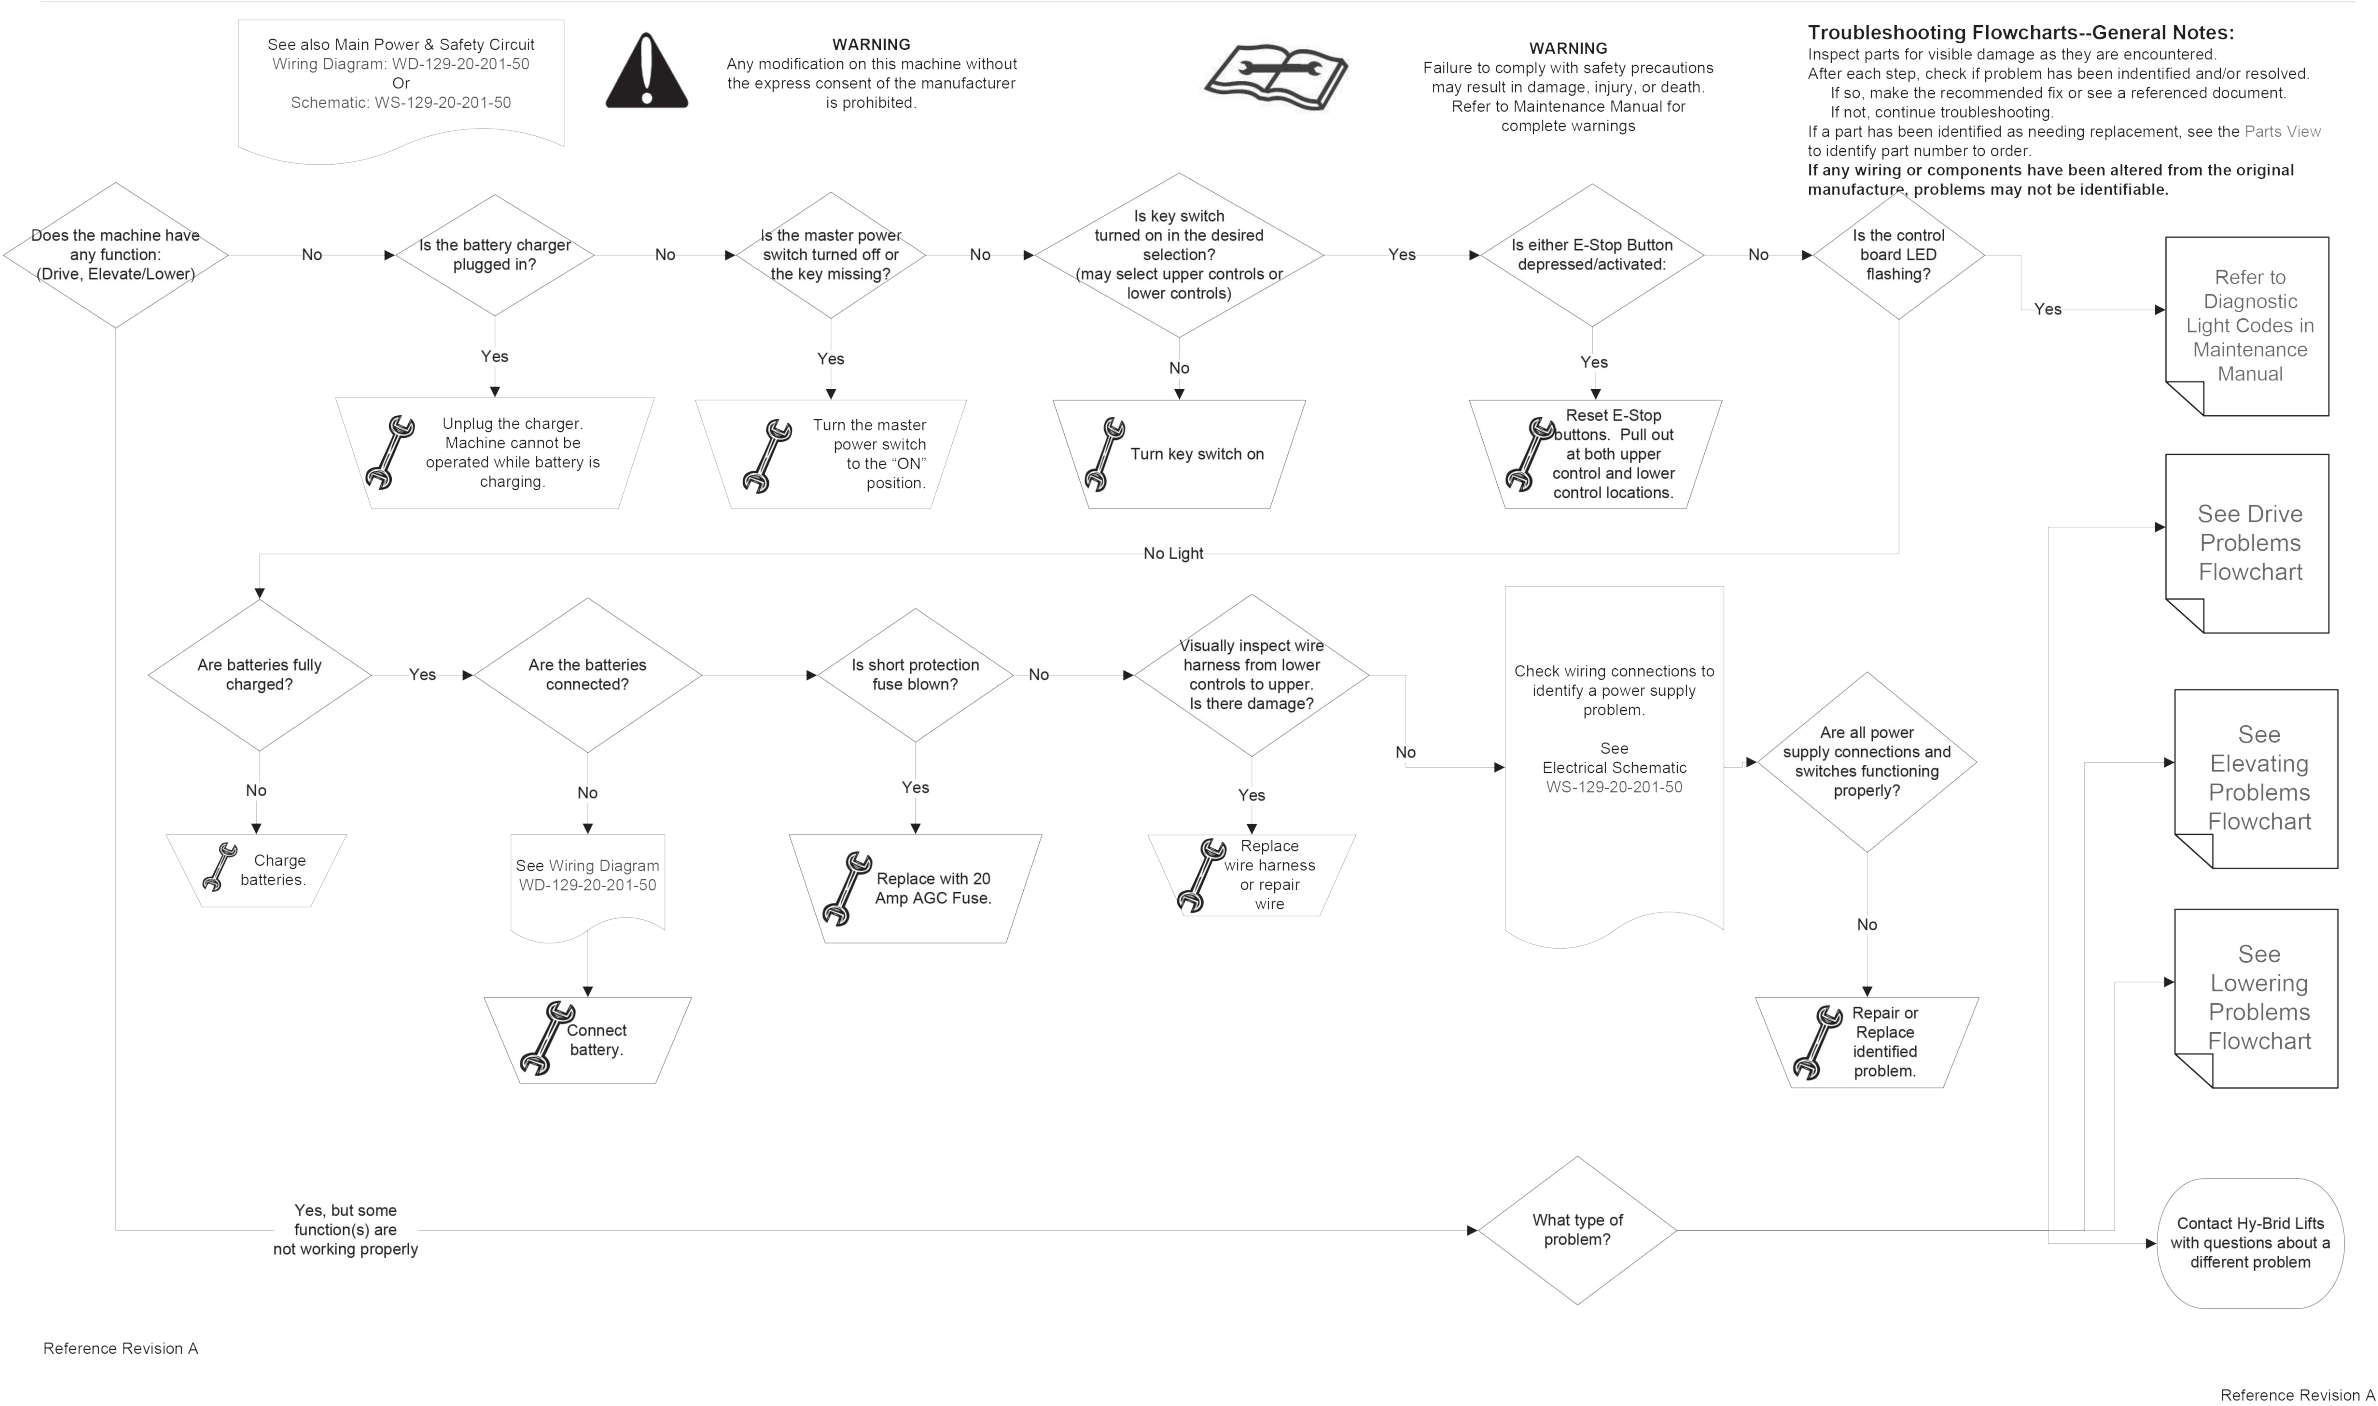 See also Main Power & Safety Circuit
Wiring Diagram: WD-129-20-201-50
Or
Schematic: WS-129-20-201-50
WARNING
Any modification on this machine without
the express consent of the manufacturer
is prohibited.
WARNING
Failure to comply with safety precautions
may result in damage, injury, or death.
Refer to Maintenance Manual for
complete warnings
Troubleshooting Flowcharts--General Notes:
Inspect parts for visible damage as they are encountered.
After each step, check if problem has been indentified and/or resolved.
If so, make the recommended fix or see a referenced document.
If not, continue troubleshooting.
If a part has been identified as needing replacement, see the Parts View
to identify part number to order.
If any wiring or components have been altered from the original
manufacture, problems may not be identifiable.
Does the machine have
any function:
(Drive, Elevate/Lower)
No
Is the battery charger
plugged in?
No
Is the master power
switch turned off or
the key missing?
No
Is key switch
turned on in the desired
selection?
(may select upper controls or
lower controls)
Yes
Is either E-Stop Button
depressed/activated:
No
Is the control
board LED
flashing?
Yes
Refer to
Diagnostic
Light Codes in
Maintenance
Manual
Yes
Unplug the charger.
Machine cannot be
operated while battery is
charging.
Yes
Turn the master
power switch
to the “ON”
position.
No
Turn key switch on
Yes
Reset E-Stop
buttons.  Pull out
at both upper
control and lower
control locations.
See Drive
Problems
Flowchart
No Light
Are batteries fully
charged?
Yes
Are the batteries
connected?
Is short protection
fuse blown?
No
Visually inspect wire
harness from lower
controls to upper.
Is there damage?
No
Check wiring connections to
identify a power supply
problem.
See
Electrical Schematic
WS-129-20-201-50
Are all power
supply connections and
switches functioning
properly?
See
Elevating
Problems
Flowchart
No
Charge
batteries.
No
See Wiring Diagram
WD-129-20-201-50
Connect
battery.
Yes
Replace with 20
Amp AGC Fuse.
Yes
Replace
wire harness
or repair
wire
No
Repair or
Replace
identified
problem.
See
Lowering
Problems
Flowchart
Yes, but some
function(s) are
not working properly
What type of
problem?
Contact Hy-Brid Lifts
with questions about a
different problem
Reference Revision A
Reference Revision A